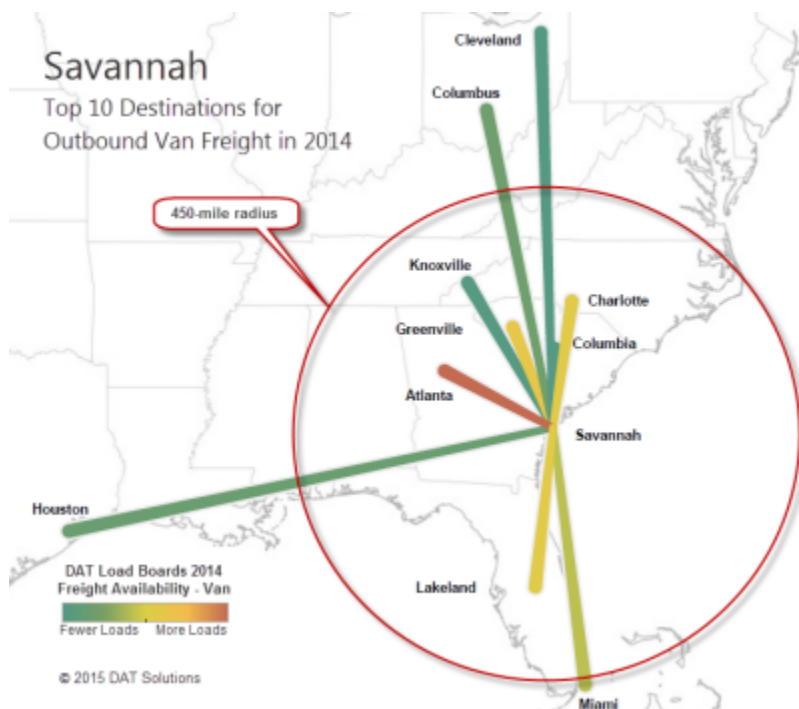 Savannah
Top 10 Destinations for
Outbound Van Freight in 2014
Cleveland
Columbus
450-mile radius
Knoxville
Charlotte
Greenville
Columbia
Atlanta
Savannah
Houston
Lakeland
DAT Load Boards 2014
Freight Availability - Van
Fewer Loads More Loads
© 2015 DAT Solutions
Miami